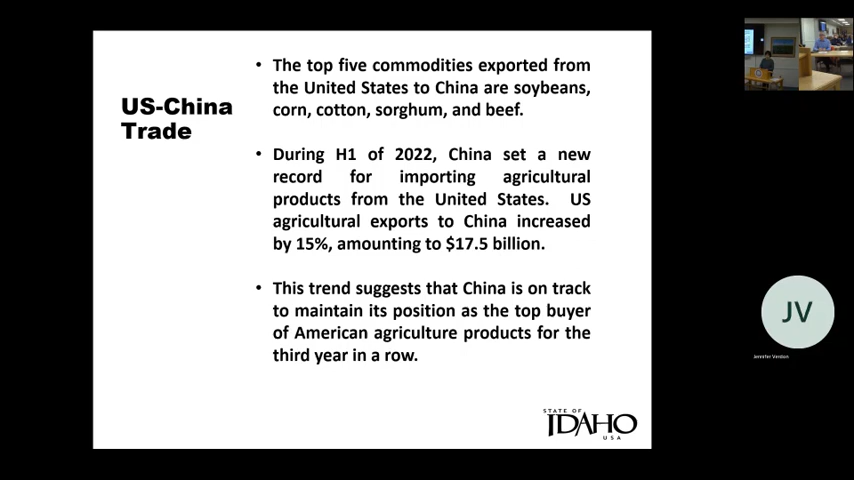 US-China
Trade
• The top five commodities exported from
the United States to China are soybeans,
corn, cotton, sorghum, and beef.
• During H1 of 2022, China set a new
record for importing agricultural
products from the United States. US
agricultural exports to China increased
by 15%, amounting to $17.5 billion.
• This trend suggests that China is on track
to maintain its position as the top buyer
of American agriculture products for the
third year in a row.
STATE OF
IDAHO
USA
JV
Jennifer Verdon